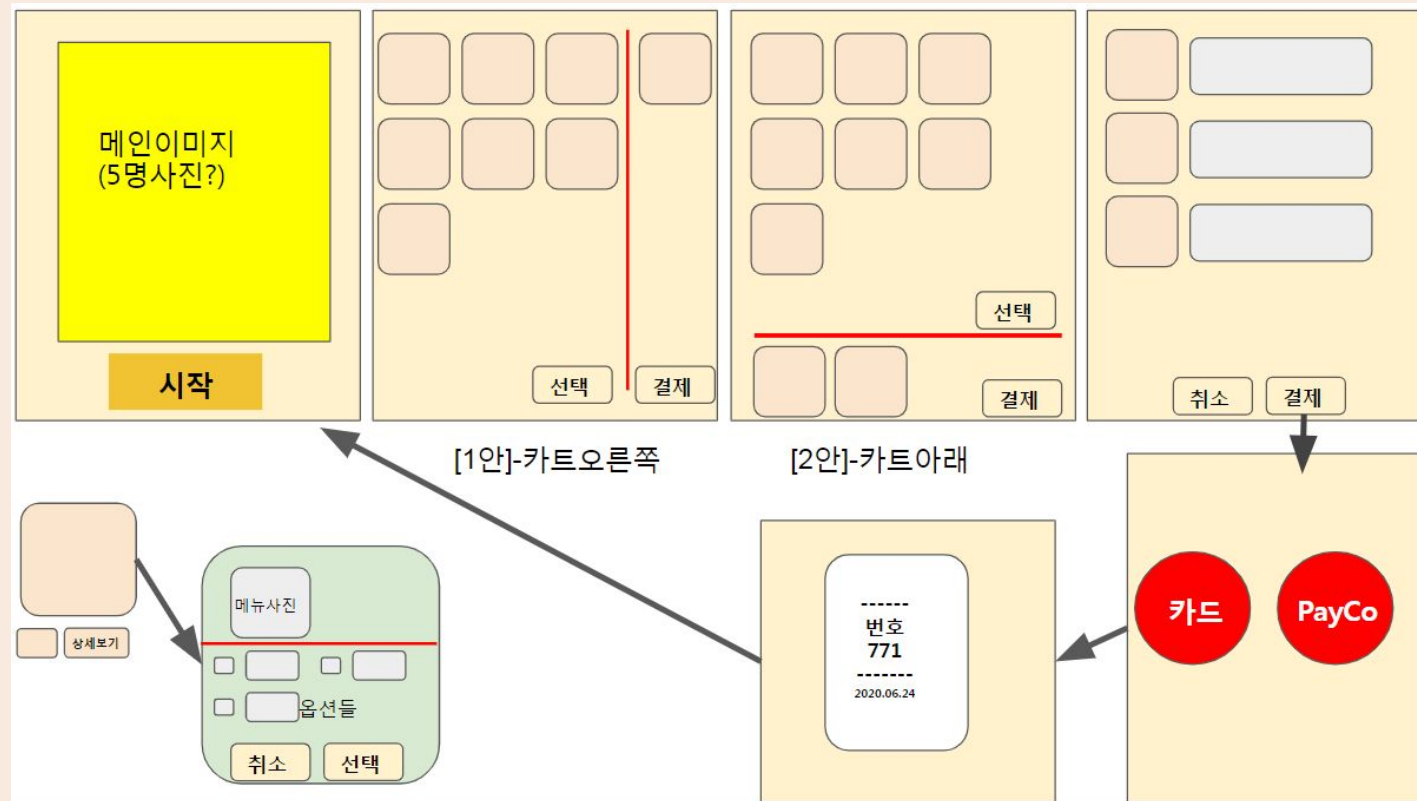 메인이미지
(5명사진?)
시작
선택
결제
선택
결제
취소
결제
[1안]-카트오른쪽
[2안]-카트아래
상세보기
메뉴사진
옵션들
취소
선택
------
번호
771
-------
2020.06.24
카드
PayCo